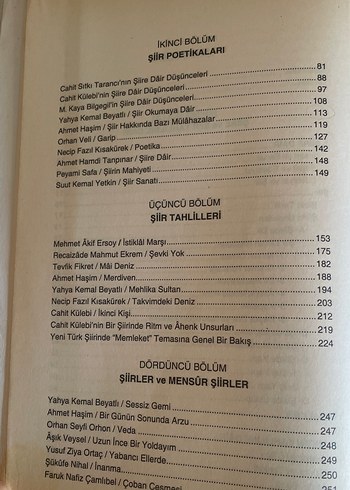 İKİNCİ BÖLÜM
ŞİİR POETİKALARI
Cahit Sıtkı Tarancı'nın Şiire Dâir Düşünceleri 81
Cahit Külebi'nin Şiire Dâir Düşünceleri 88
M. Kaya Bilgegil'in Şiire Dâir Düşünceleri 97
Yahya Kemal Beyatlı / Şiir Okumaya Dâir 108
Ahmet Haşim / Şiir Hakkında Bazı Mülâhazalar 113
Orhan Veli / Garip 119
Necip Fazıl Kısakürek / Poetika 127
Ahmet Hamdi Tanpınar / Şiire Dâir 142
Peyami Safa / Şiirin Mahiyeti 148
Suut Kemal Yetkin / Şiir Sanatı 149
ÜÇÜNCÜ BÖLÜM
ŞİİR TAHLİLLERİ
Mehmet Âkif Ersoy / İstiklâl Marşı 153
Recaizâde Mahmut Ekrem / Şevki Yok 175
Tevfik Fikret / Mâi Deniz 182
Ahmet Haşim / Merdiven 188
Yahya Kemal Beyatlı / Mehlika Sultan 194
Necip Fazıl Kısakürek / Takvimdeki Deniz 203
Cahit Külebi / İkinci Kişi 212
Cahit Külebi'nin Bir Şiirinde Ritm ve Âhenk Unsurları 219
Yeni Türk Şiirinde "Memleket" Temasına Genel Bir Bakış 224
DÖRDÜNCÜ BÖLÜM
ŞİİRLER ve MENSÛR ŞİİRLER
Yahya Kemal Beyatlı / Sessiz Gemi 247
Ahmet Haşim / Bir Günün Sonunda Arzu 247
Orhan Seyfi Orhon / Veda 248
Âşık Veysel / Uzun İnce Bir Yoldayım 249
Yusuf Ziya Ortaç / Yabancı Ellerde 250
Şükûfe Nihal / İnanma 251
Faruk Nafiz Çamlıbel / Çoban Çeşmesi